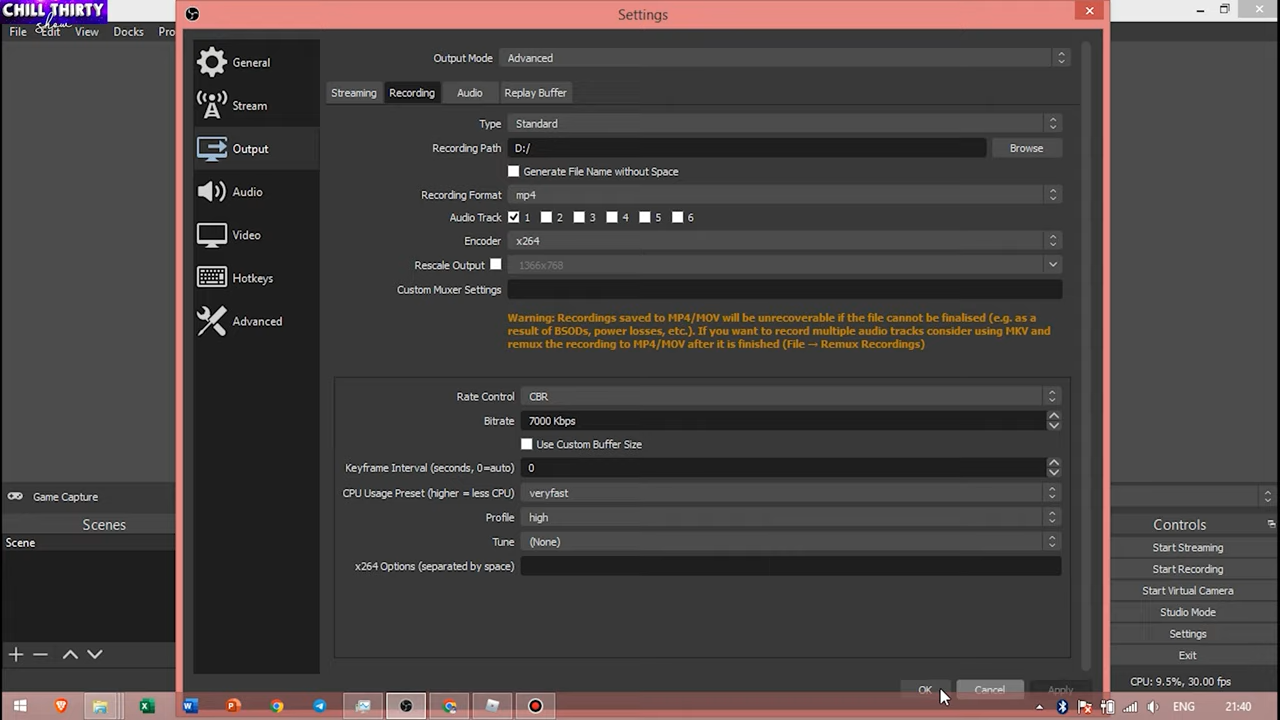 CHILL THIRTY
show
Settings
File Edit View Docks Pro
General
Stream
Output
Audio
Video
Hotkeys
Advanced
Output Mode Advanced
Streaming Recording Audio Replay Buffer
Type Standard
Recording Path D:/ Browse
Generate File Name without Space
Recording Format mp4
Audio Track 1 2 3 4 5 6
Encoder x264
Rescale Output 1366x768
Custom Muxer Settings
Warning: Recordings saved to MP4/MOV will be unrecoverable if the file cannot be finalised (e.g. as a
result of BSODs, power losses, etc.). If you want to record multiple audio tracks consider using MKV and
remux the recording to MP4/MOV after it is finished (File → Remux Recordings)
Rate Control CBR
Bitrate 7000 Kbps
Use Custom Buffer Size
Keyframe Interval (seconds, 0=auto) 0
CPU Usage Preset (higher = less CPU) veryfast
Profile high
Tune (None)
x264 Options (separated by space)
OK Cancel Apply
Game Capture
Scenes
Scene
Controls
Start Streaming
Start Recording
Start Virtual Camera
Studio Mode
Settings
Exit
CPU: 9.5%, 30.00 fps
ENG 21:40